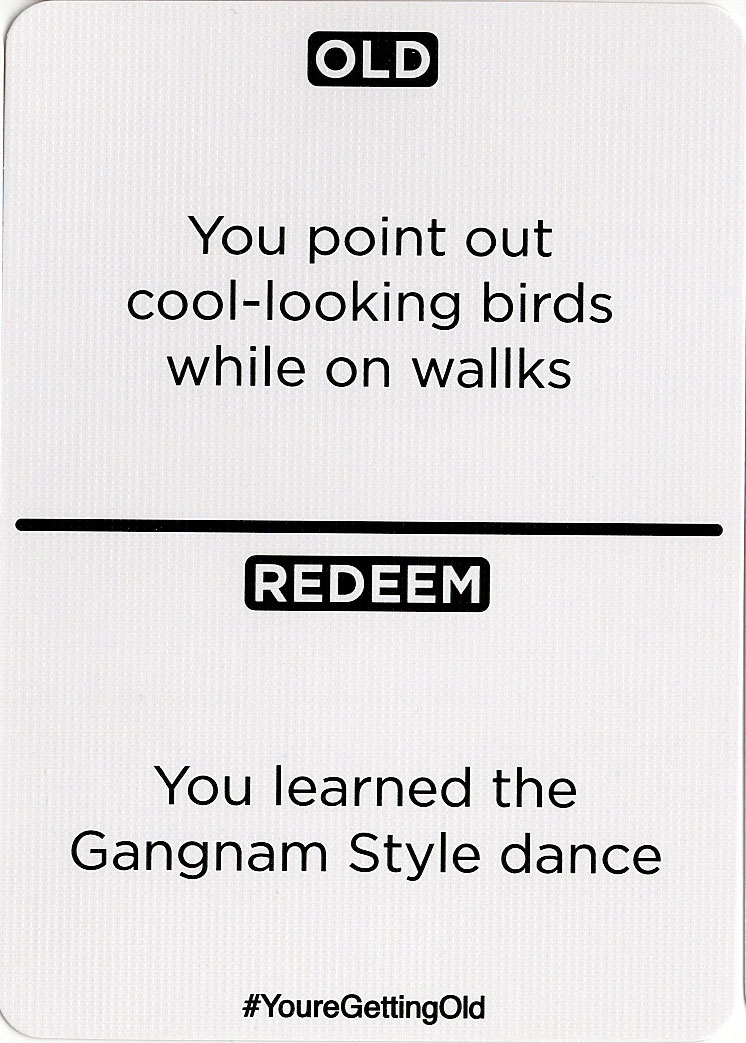 OLD
You point out
cool-looking birds
while on wallks
REDEEM
You learned the
Gangnam Style dance
#YoureGettingOld